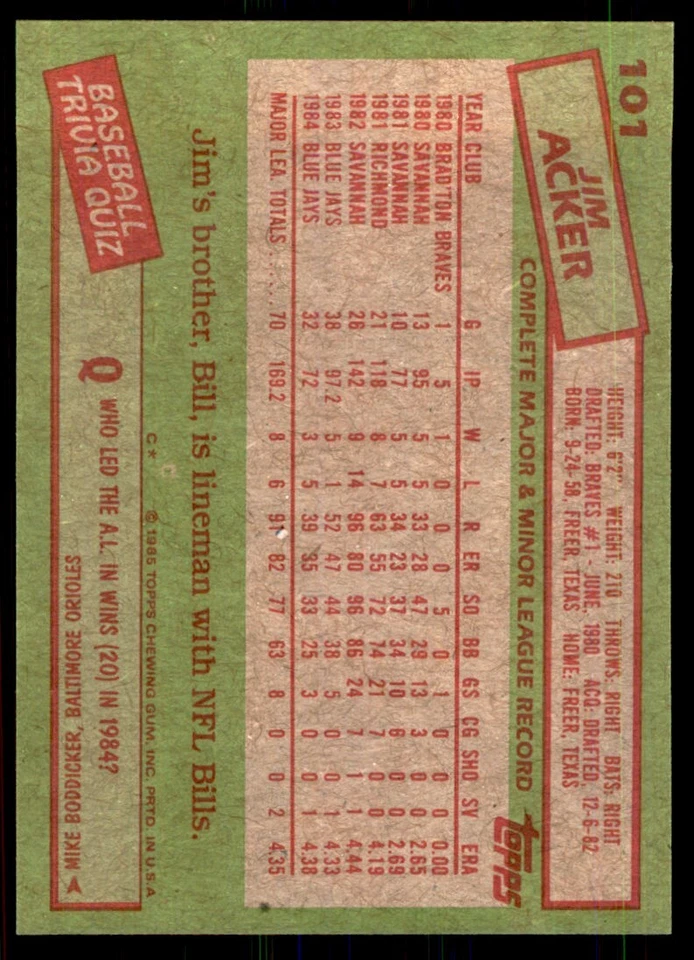 101
JIM
ACKER
HEIGHT: 6'2" WEIGHT: 210 THROWS: RIGHT BATS: RIGHT
DRAFTED: BRAVES #1 - JUNE, 1980 ACQ: DRAFTED, 12-6-82
BORN: 9-24-58, FREER, TEXAS HOME: FREER, TEXAS
COMPLETE MAJOR & MINOR LEAGUE RECORD
topps
YEAR CLUB G IP W L R ER SO BB GS CG SHO SV ERA
1980 BRADTON BRAVES 1 5 1 0 0 0 5 0 1 0 0 0 0.00
1980 SAVANNAH 13 95 5 5 33 28 47 29 13 3 0 0 2.65
1981 SAVANNAH 10 77 5 5 34 23 37 34 10 6 0 0 2.69
1981 RICHMOND 21 118 8 7 63 55 72 74 21 7 0 0 4.19
1982 SAVANNAH 26 142 9 14 96 80 96 86 24 7 1 1 4.44
1983 BLUE JAYS 38 97.2 5 1 52 47 44 38 5 0 0 1 4.33
1984 BLUE JAYS 32 72 3 5 39 35 33 25 3 0 0 1 4.38
MAJOR LEA. TOTALS ..... 70 169.2 8 6 91 82 77 63 8 0 0 2 4.35
Jim's brother, Bill, is lineman with NFL Bills.
C* © 1985 TOPPS CHEWING GUM, INC. PRTD. IN U.S.A.
BASEBALL
TRIVIA QUIZ
Q WHO LED THE A.L. IN WINS (20) IN 1984?
MIKE BODDICKER, BALTIMORE ORIOLES A